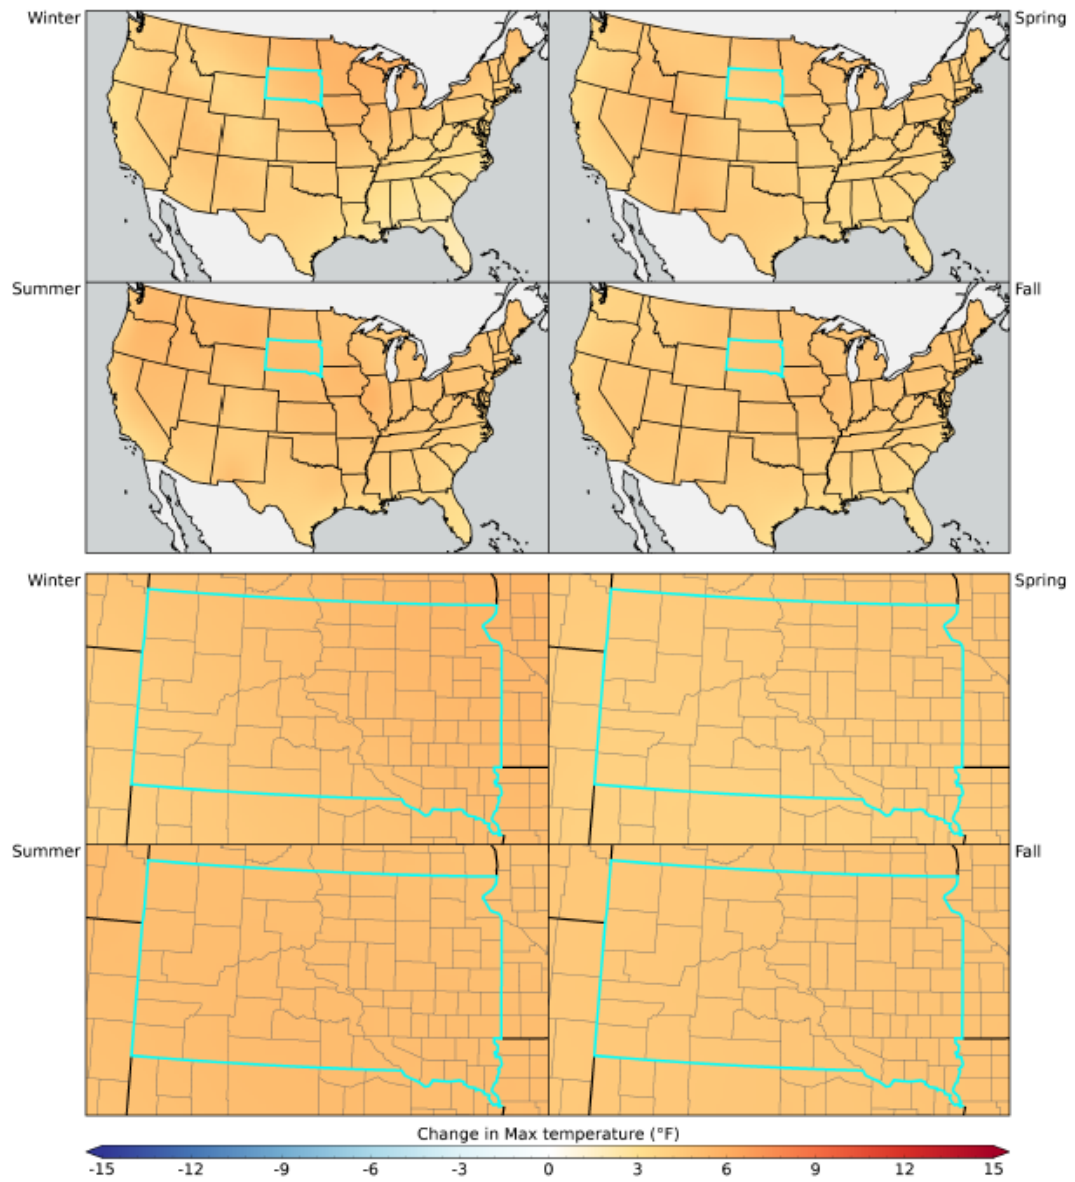 Winter
Spring
Summer
Fall
Winter
Spring
Summer
Fall
Change in Max temperature (°F)
-15 -12 -9 -6 -3 0 3 6 9 12 15